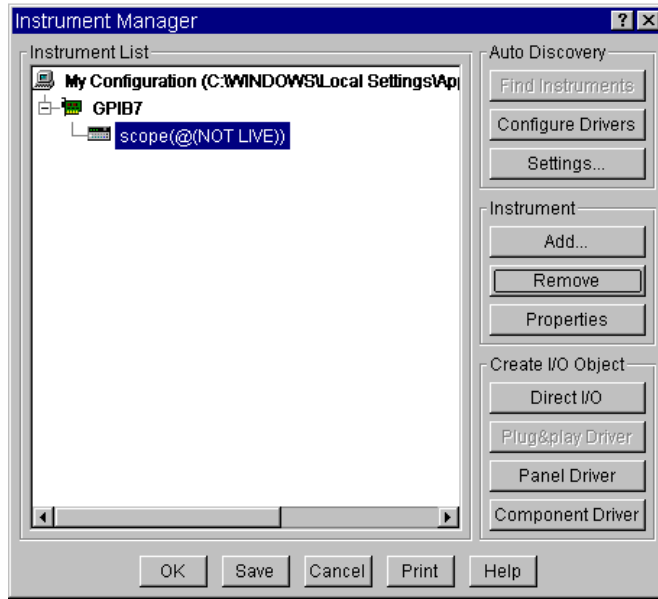 Instrument Manager
Instrument List
My Configuration (C:\WINDOWS\Local Settings\Ap
GPIB7
scope(@(NOT LIVE))
Auto Discovery
Find Instruments
Configure Drivers
Settings...
Instrument
Add...
Remove
Properties
Create I/O Object
Direct I/O
Plug&play Driver
Panel Driver
Component Driver
OK
Save
Cancel
Print
Help